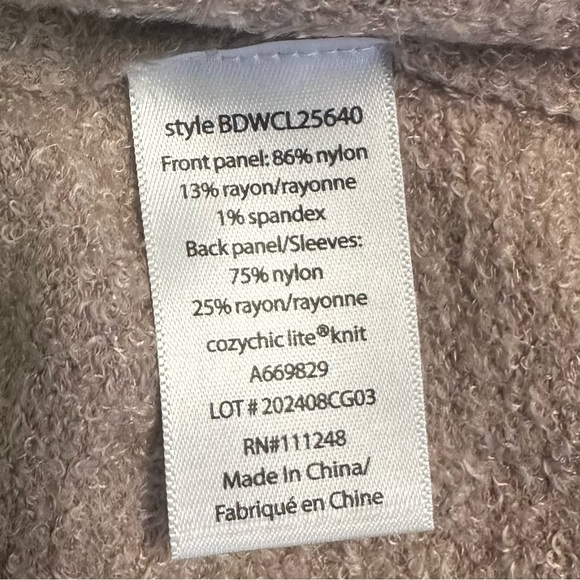 style BDWCL25640
Front panel: 86% nylon
13% rayon/rayonne
1% spandex
Back panel/Sleeves:
75% nylon
25% rayon/rayonne
cozychic lite®knit
A669829
LOT # 202408CG03
RN#111248
Made In China/
Fabriqué en Chine